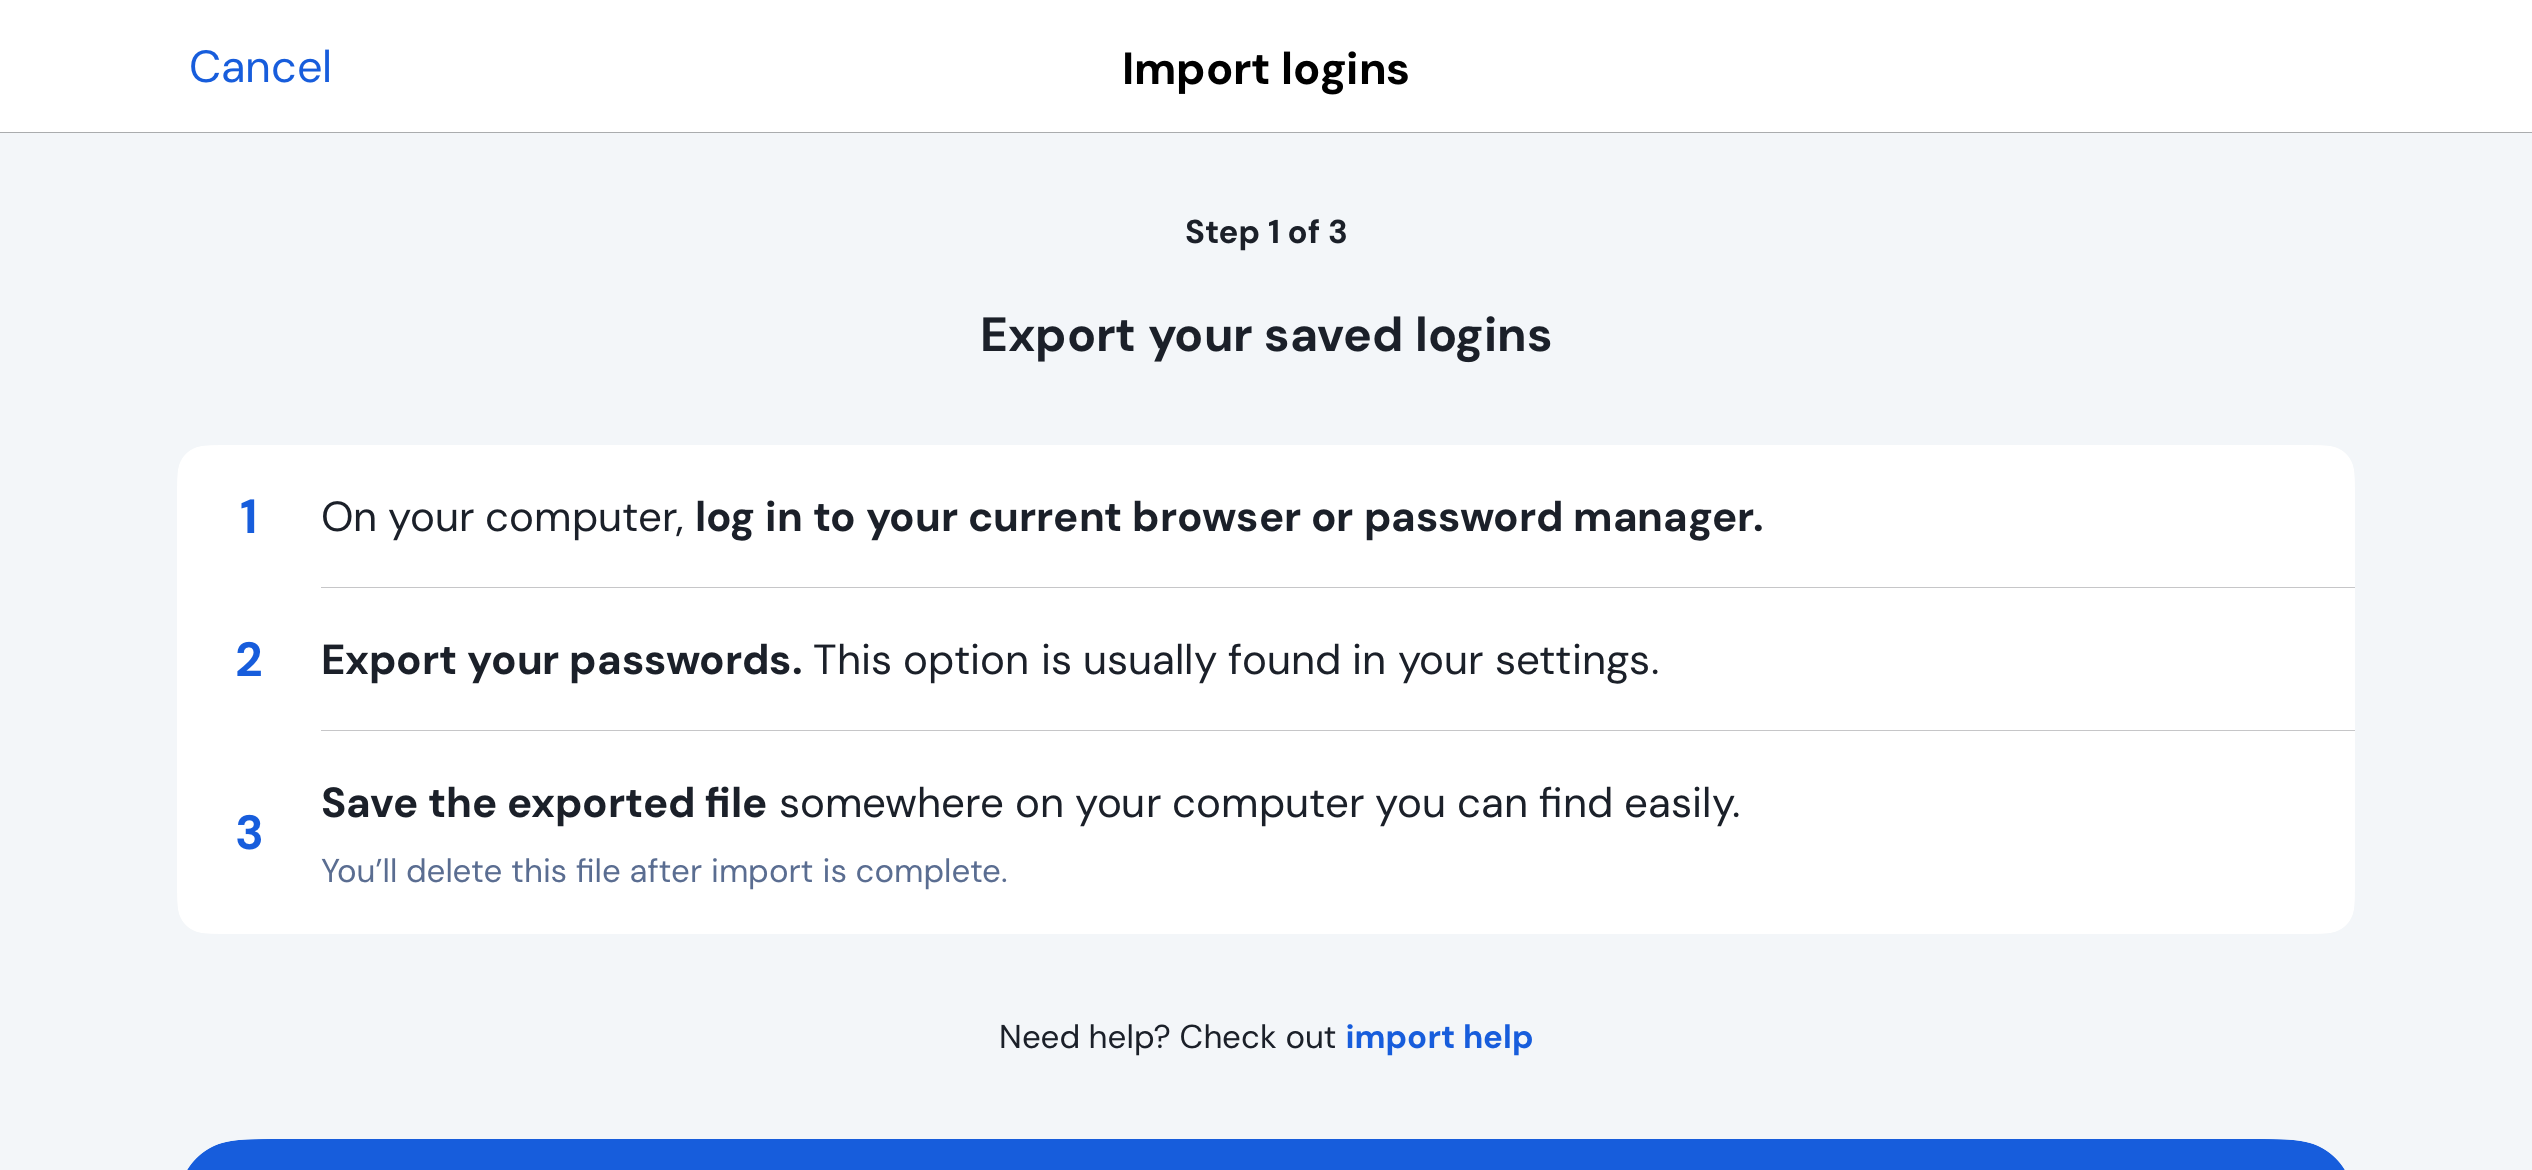 Cancel
Import logins
Step 1 of 3
Export your saved logins
1 On your computer, log in to your current browser or password manager.
2 Export your passwords. This option is usually found in your settings.
3 Save the exported file somewhere on your computer you can find easily.
You’ll delete this file after import is complete.
Need help? Check out import help